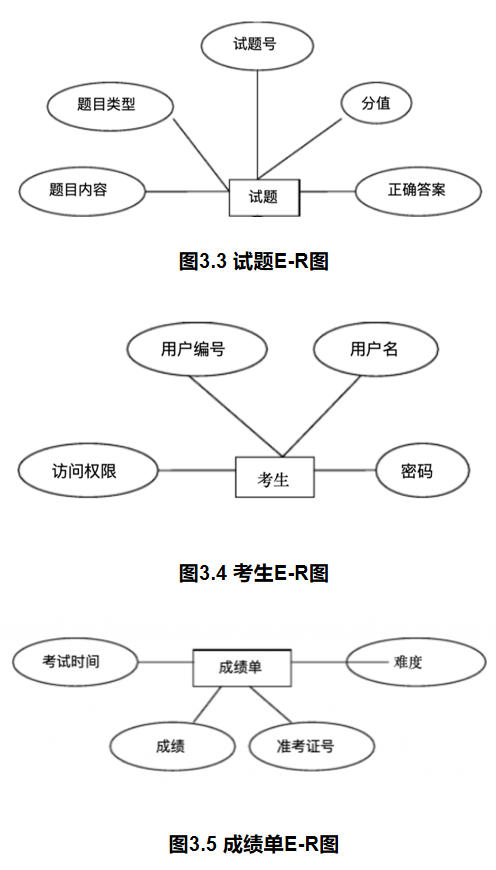 试题号
题目类型
分值
题目内容
试题
正确答案
图3.3 试题E-R图
用户编号
用户名
访问权限
考生
密码
图3.4 考生E-R图
考试时间
成绩单
难度
成绩
准考证号
图3.5 成绩单E-R图